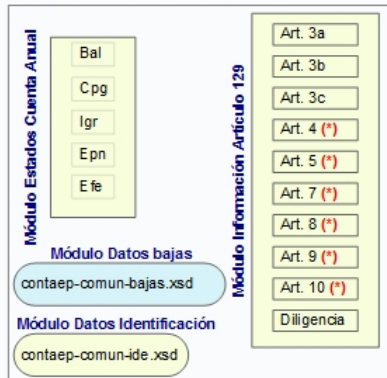 Módulo Estados Cuenta Anual
Bal
Cpg
Igr
Epn
Efe
Módulo Datos bajas
contaep-comun-bajas.xsd
Módulo Datos Identificación
contaep-comun-ide.xsd
Módulo Información Artículo 129
Art. 3a
Art. 3b
Art. 3c
Art. 4 (*)
Art. 5 (*)
Art. 7 (*)
Art. 8 (*)
Art. 9 (*)
Art. 10 (*)
Diligencia